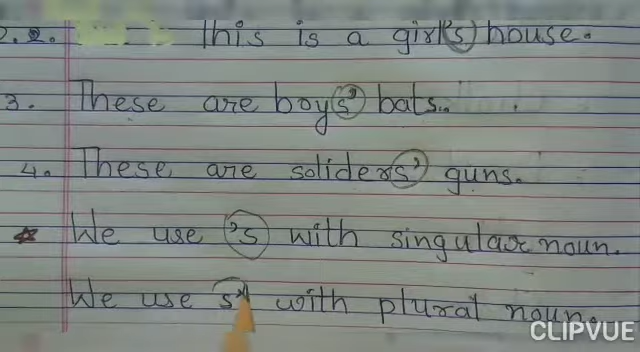 2. This is a girl's house.
3. These are boys' bats.
4. These are soliders' guns.
* We use 's with singular noun.
We use s' with plural noun.
CLIPVUE